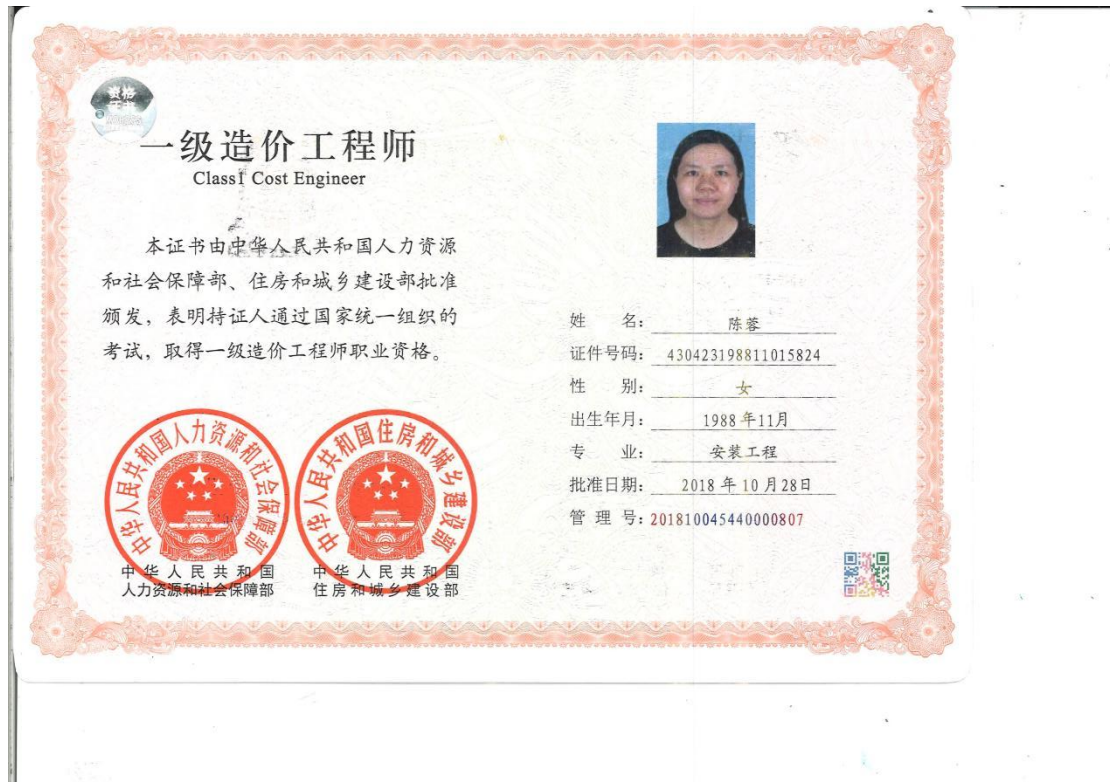 资格
一级造价工程师
Class1 Cost Engineer
本证书由中华人民共和国人力资源
和社会保障部、住房和城乡建设部批准
颁发，表明持证人通过国家统一组织的
考试，取得一级造价工程师职业资格。
中华人民共和国人力资源和社会保障部
中华人民共和国住房和城乡建设部
中华人民共和国
人力资源和社会保障部
中华人民共和国
住房和城乡建设部
姓 名： 陈蓉
证件号码： 430423198811015824
性 别： 女
出生年月： 1988年11月
专 业： 安装工程
批准日期： 2018年10月28日
管 理 号：201810045440000807